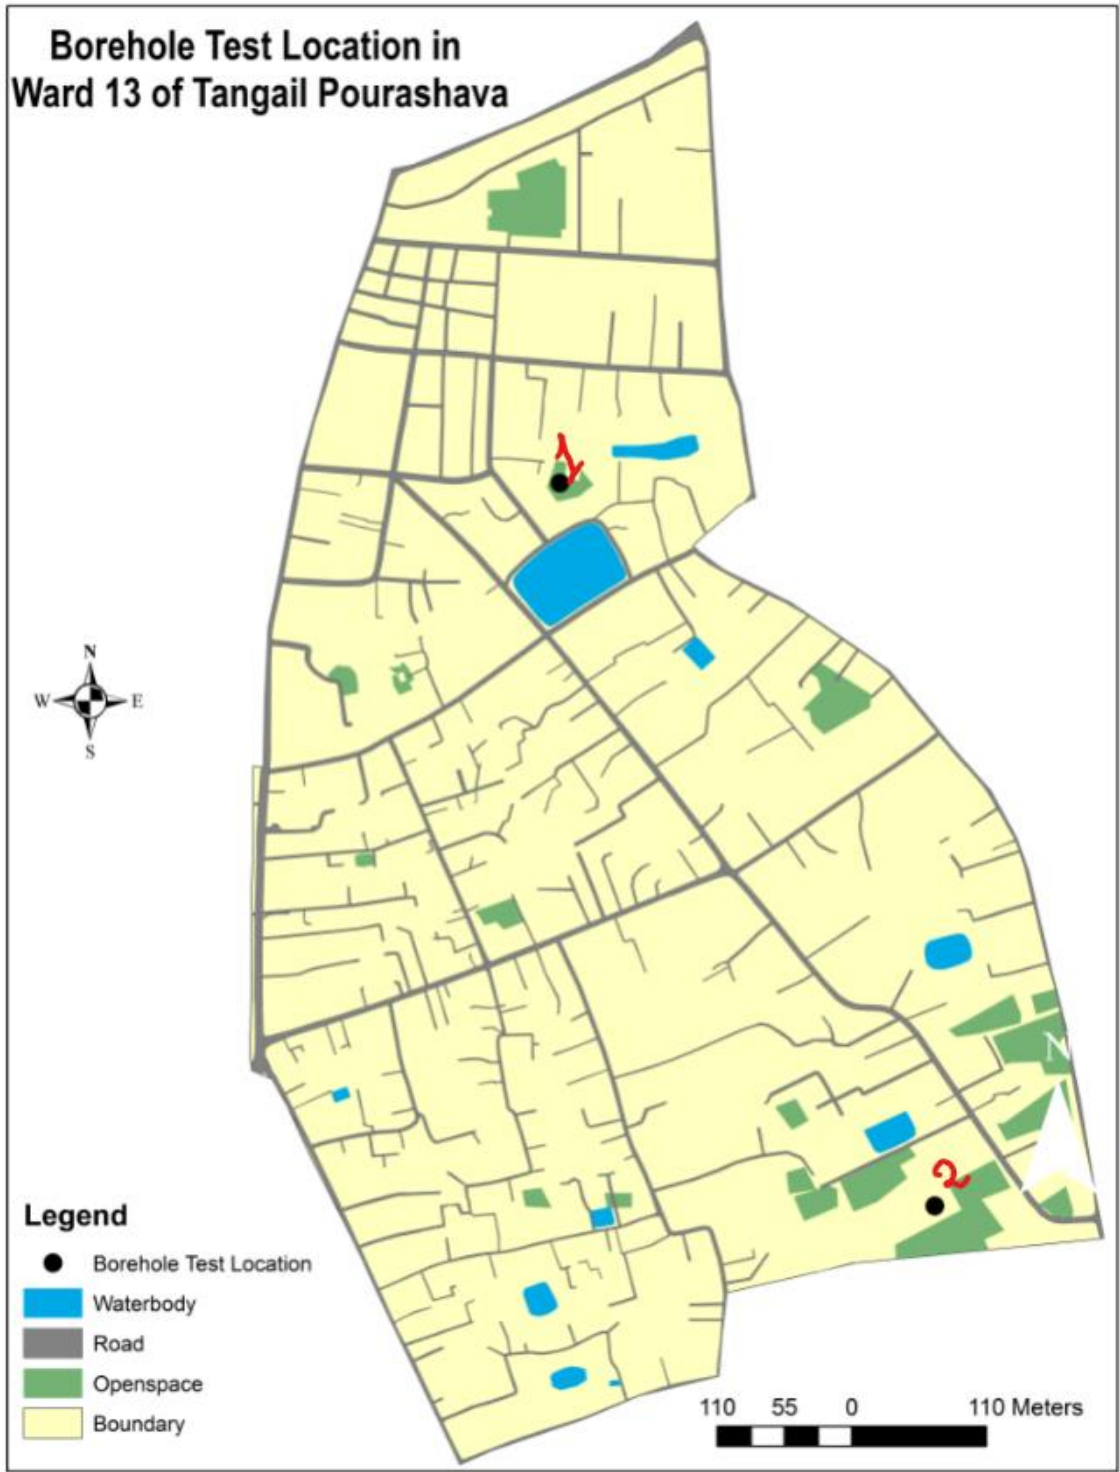 Borehole Test Location in
Ward 13 of Tangail Pourashava
1
N
W E
S
N
2
Legend
Borehole Test Location
Waterbody
Road
Openspace
Boundary
110 55 0 110 Meters